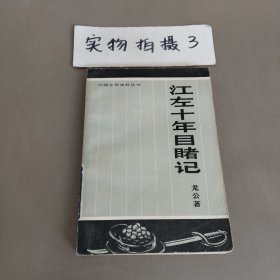 实物拍摄3
中国文学史料丛书
江左十年目睹记
龙公著